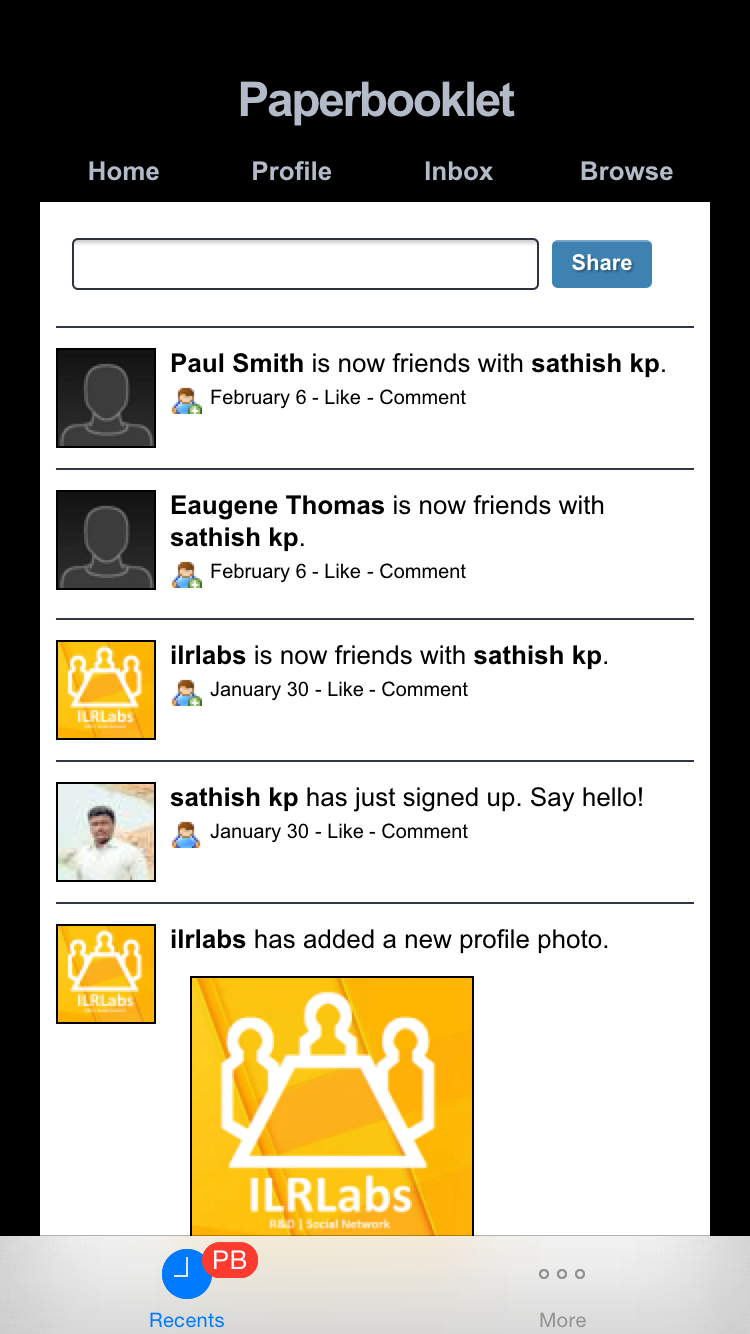 Paperbooklet
Home Profile Inbox Browse
Share
Paul Smith is now friends with sathish kp.
February 6 - Like - Comment
Eaugene Thomas is now friends with
sathish kp.
February 6 - Like - Comment
ILRLabs
ilrlabs is now friends with sathish kp.
January 30 - Like - Comment
sathish kp has just signed up. Say hello!
January 30 - Like - Comment
ILRLabs
ilrlabs has added a new profile photo.
ILRLabs
R&D | Social Network
PB
Recents More